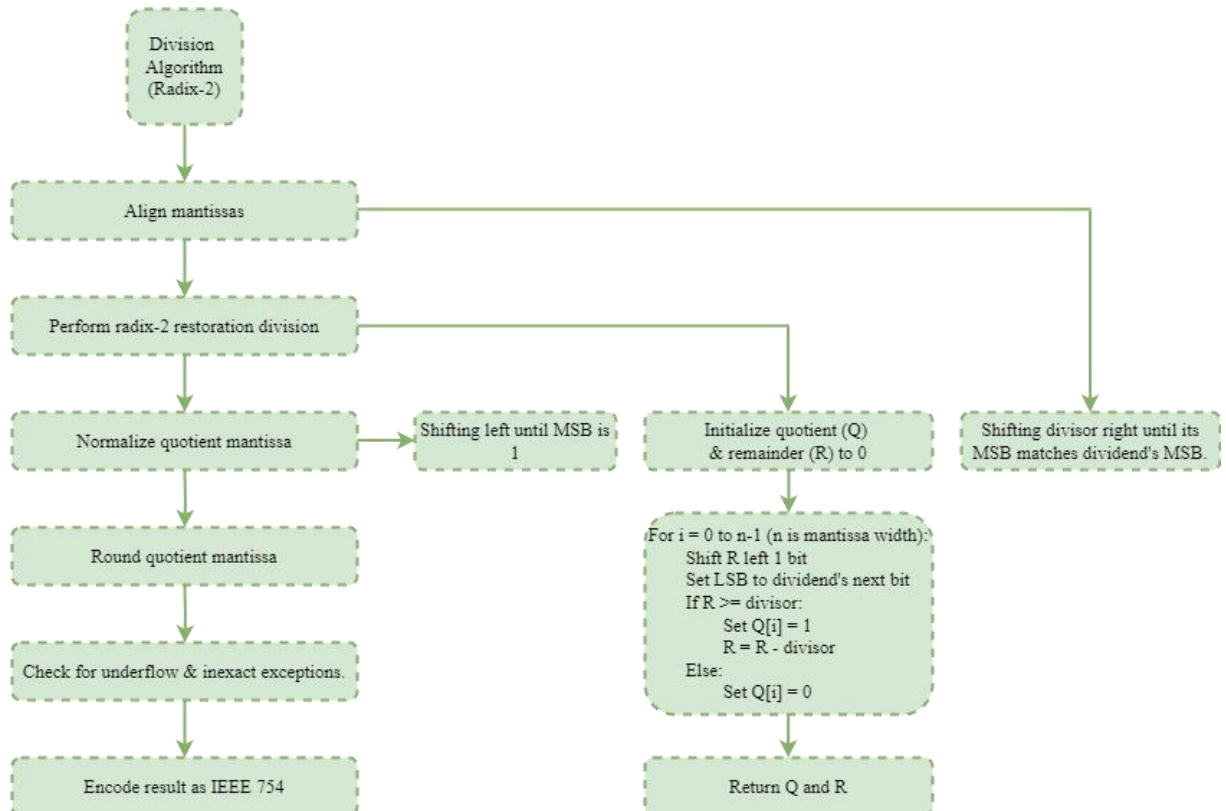 Division
Algorithm
(Radix-2)
Align mantissas
Perform radix-2 restoration division
Normalize quotient mantissa
Shifting left until MSB is
1
Initialize quotient (Q)
& remainder (R) to 0
Shifting divisor right until its
MSB matches dividend's MSB.
Round quotient mantissa
For i = 0 to n-1 (n is mantissa width):
Shift R left 1 bit
Set LSB to dividend's next bit
If R >= divisor:
Set Q[i] = 1
R = R - divisor
Else:
Set Q[i] = 0
Check for underflow & inexact exceptions.
Encode result as IEEE 754
Return Q and R